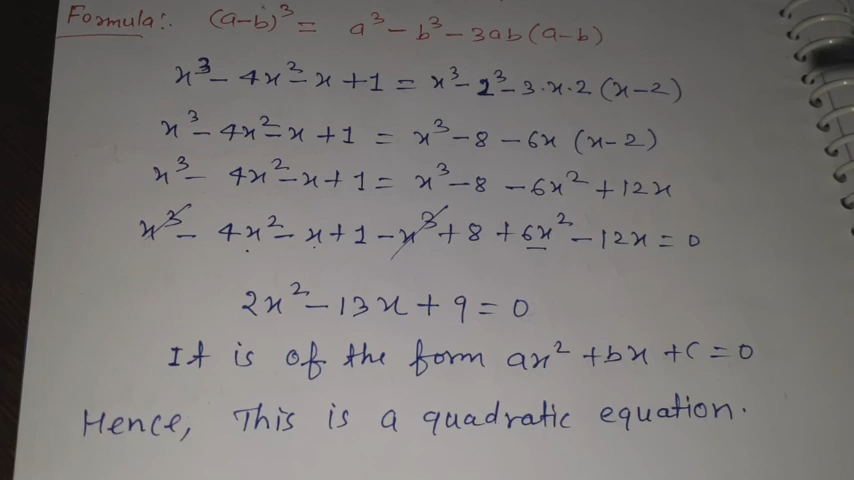 Formula:. (a-b)³ = a³ - b³ - 3ab(a-b)
x³ - 4x² - x + 1 = x³ - 2³ - 3·x·2 (x-2)
x³ - 4x² - x + 1 = x³ - 8 - 6x (x-2)
x³ - 4x² - x + 1 = x³ - 8 - 6x² + 12x
x³ - 4x² - x + 1 - x³ + 8 + 6x² - 12x = 0
2x² - 13x + 9 = 0
It is of the form ax² + bx + c = 0
Hence, This is a quadratic equation.